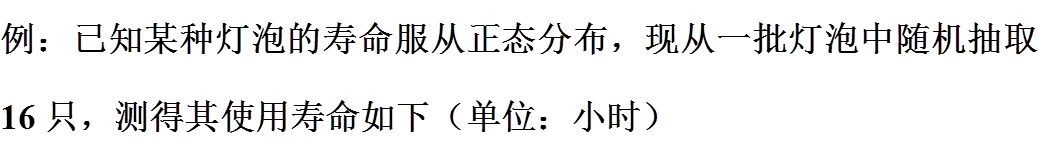 例：已知某种灯泡的寿命服从正态分布，现从一批灯泡中随机抽取
16 只，测得其使用寿命如下（单位：小时）